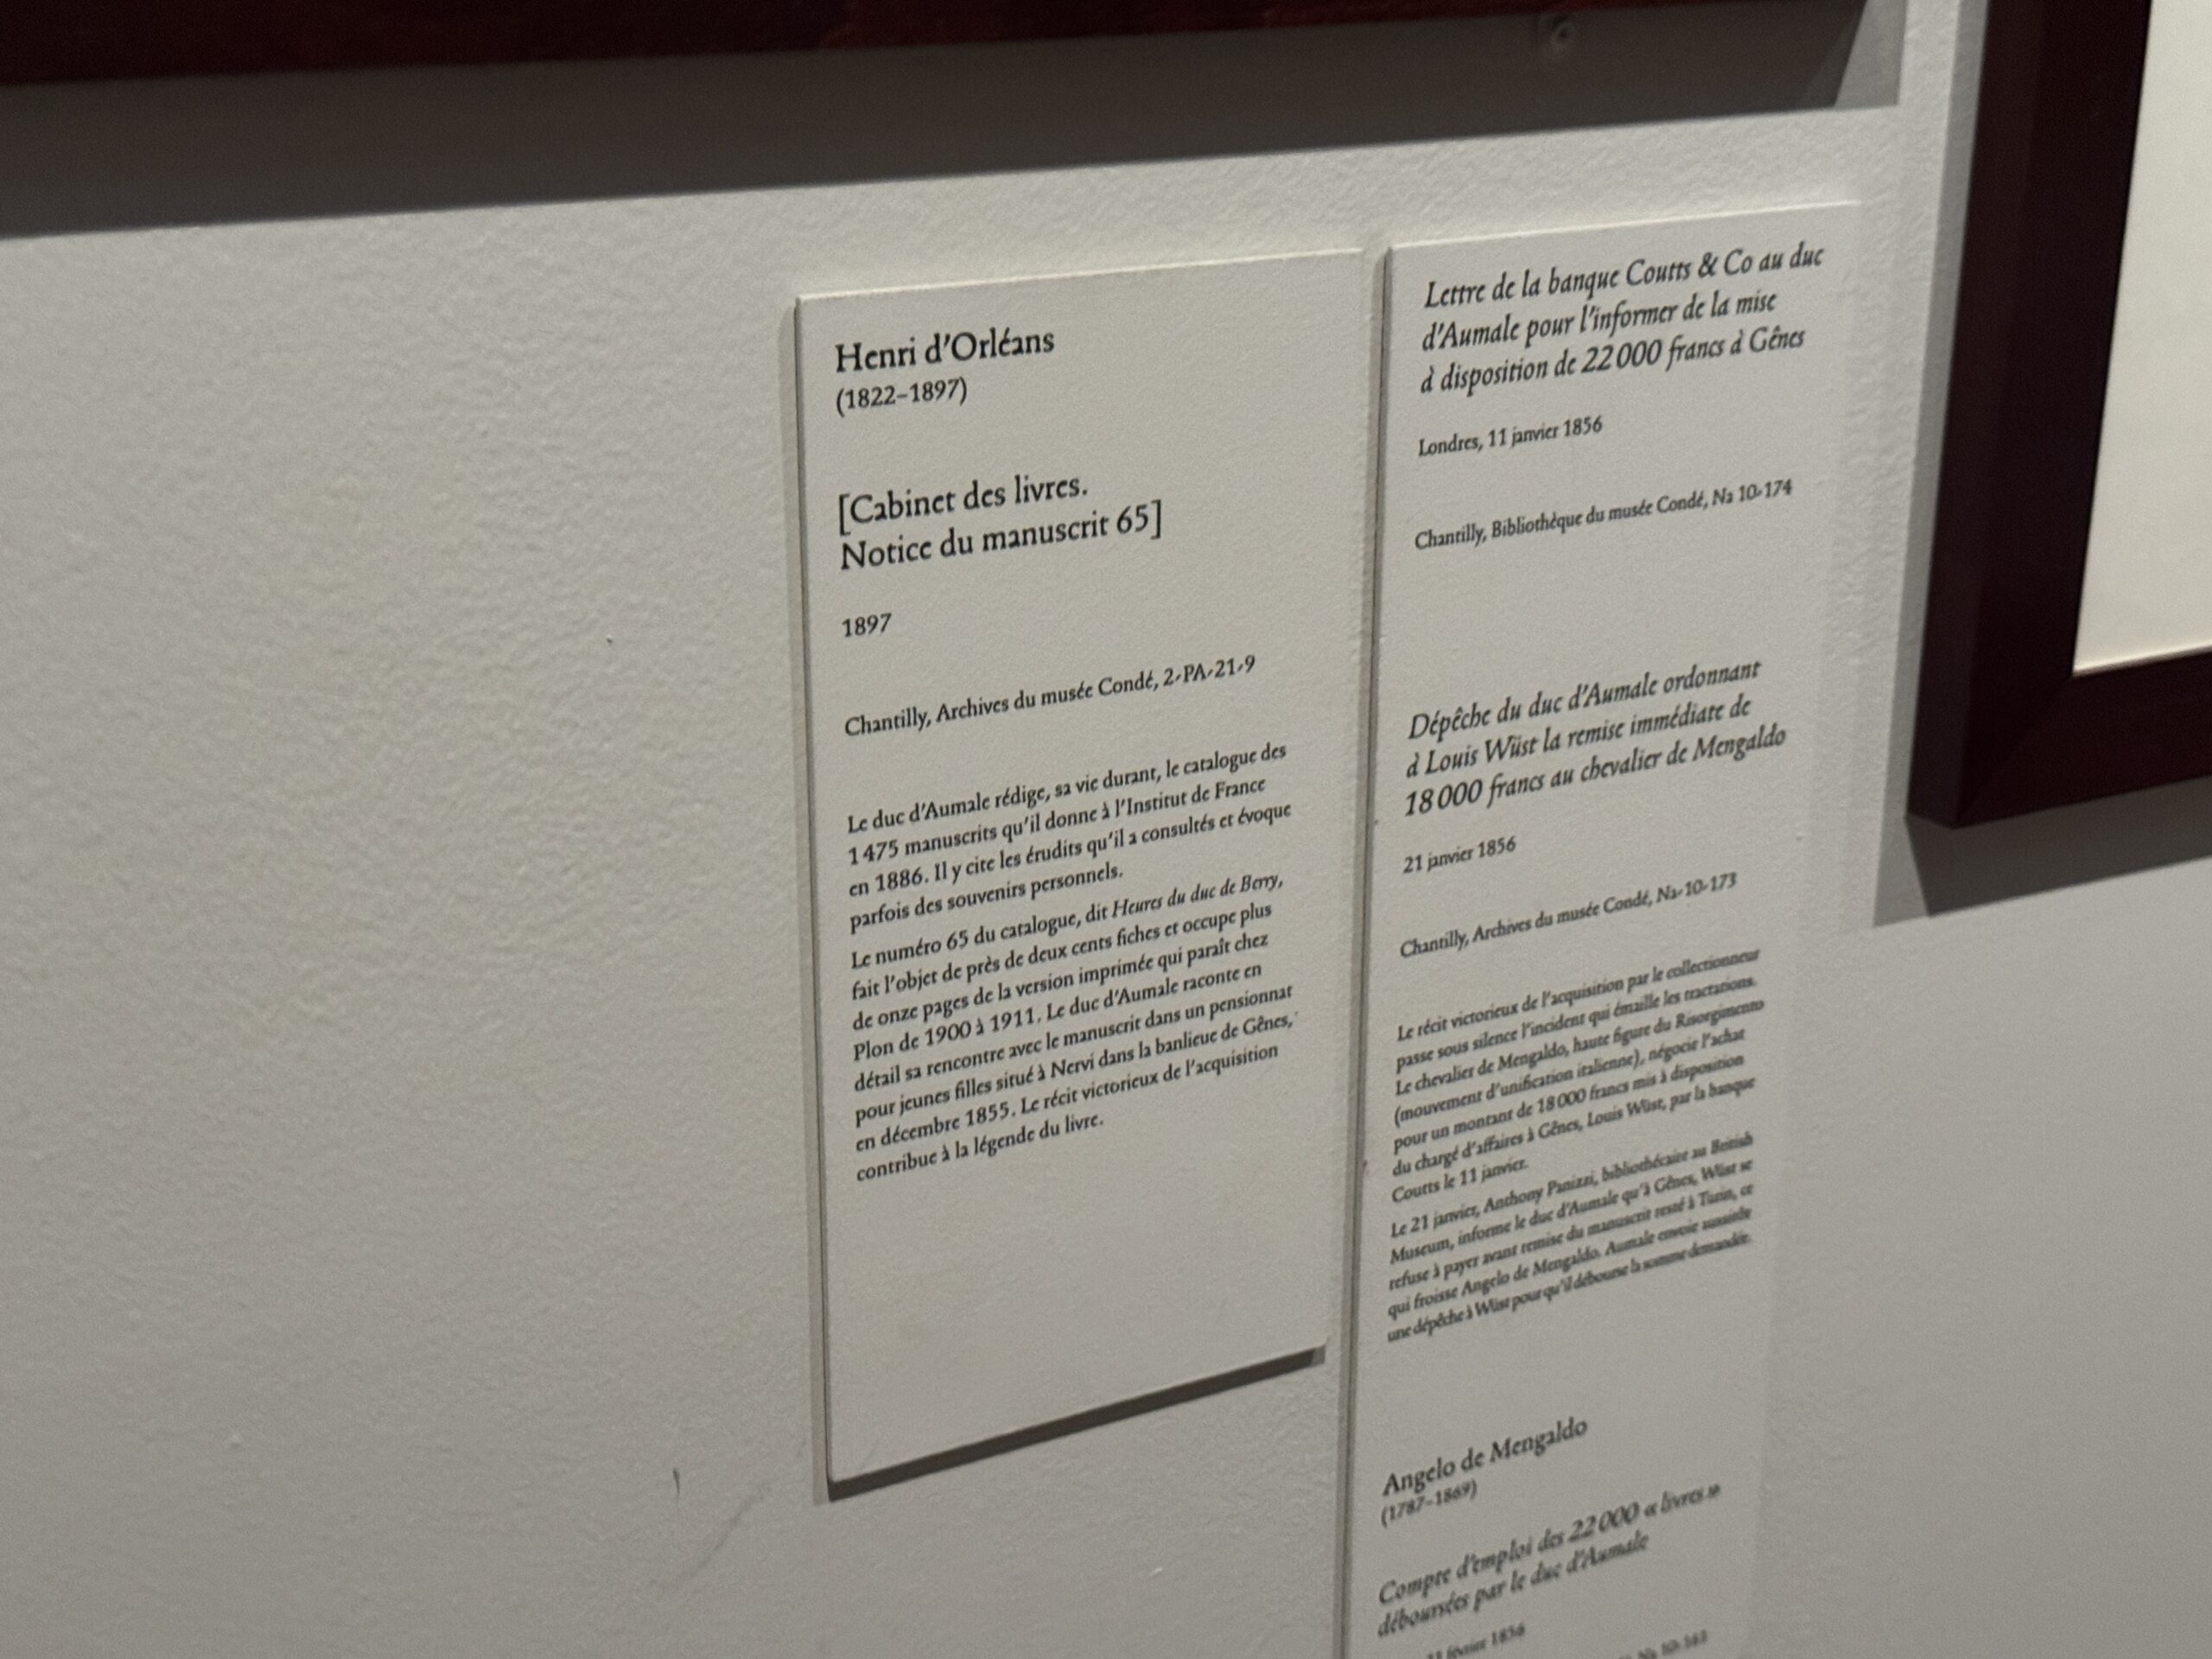 Henri d'Orléans
(1822–1897)
[Cabinet des livres.
Notice du manuscrit 65]
1897
Chantilly, Archives du musée Condé, 2-PA-21-9
Le duc d'Aumale rédige, sa vie durant, le catalogue des
1 475 manuscrits qu'il donne à l'Institut de France
en 1886. Il y cite les érudits qu'il a consultés et évoque
parfois des souvenirs personnels.
Le numéro 65 du catalogue, dit Heures du duc de Berry,
fait l'objet de près de deux cents fiches et occupe plus
de onze pages de la version imprimée qui paraît chez
Plon de 1900 à 1911. Le duc d'Aumale raconte en
détail sa rencontre avec le manuscrit dans un pensionnat
pour jeunes filles situé à Nervi dans la banlieue de Gênes,
en décembre 1855. Le récit victorieux de l'acquisition
contribue à la légende du livre.
Lettre de la banque Coutts & Co au duc
d'Aumale pour l'informer de la mise
à disposition de 22 000 francs à Gênes
Londres, 11 janvier 1856
Chantilly, Bibliothèque du musée Condé, Na 10-174
Dépêche du duc d'Aumale ordonnant
à Louis Wüst la remise immédiate de
18 000 francs au chevalier de Mengaldo
21 janvier 1856
Chantilly, Archives du musée Condé, Na-10-173
Le récit victorieux de l'acquisition par le collectionneur
passe sous silence l'incident qui émaille les tractations.
Le chevalier de Mengaldo, haute figure du Risorgimento
(mouvement d'unification italienne), négocie l'achat
pour un montant de 18 000 francs mis à disposition
du chargé d'affaires à Gênes, Louis Wüst, par la banque
Coutts le 11 janvier.
Le 21 janvier, Anthony Panizzi, bibliothécaire au British
Museum, informe le duc d'Aumale qu'à Gênes, Wüst se
refuse à payer avant remise du manuscrit resté à Turin, ce
qui froisse Angelo de Mengaldo. Aumale envoie aussitôt
une dépêche à Wüst pour qu'il débourse la somme demandée.
Angelo de Mengaldo
(1787–1869)
Compte d'emploi des 22 000 « livres »
déboursées par le duc d'Aumale
février 1856